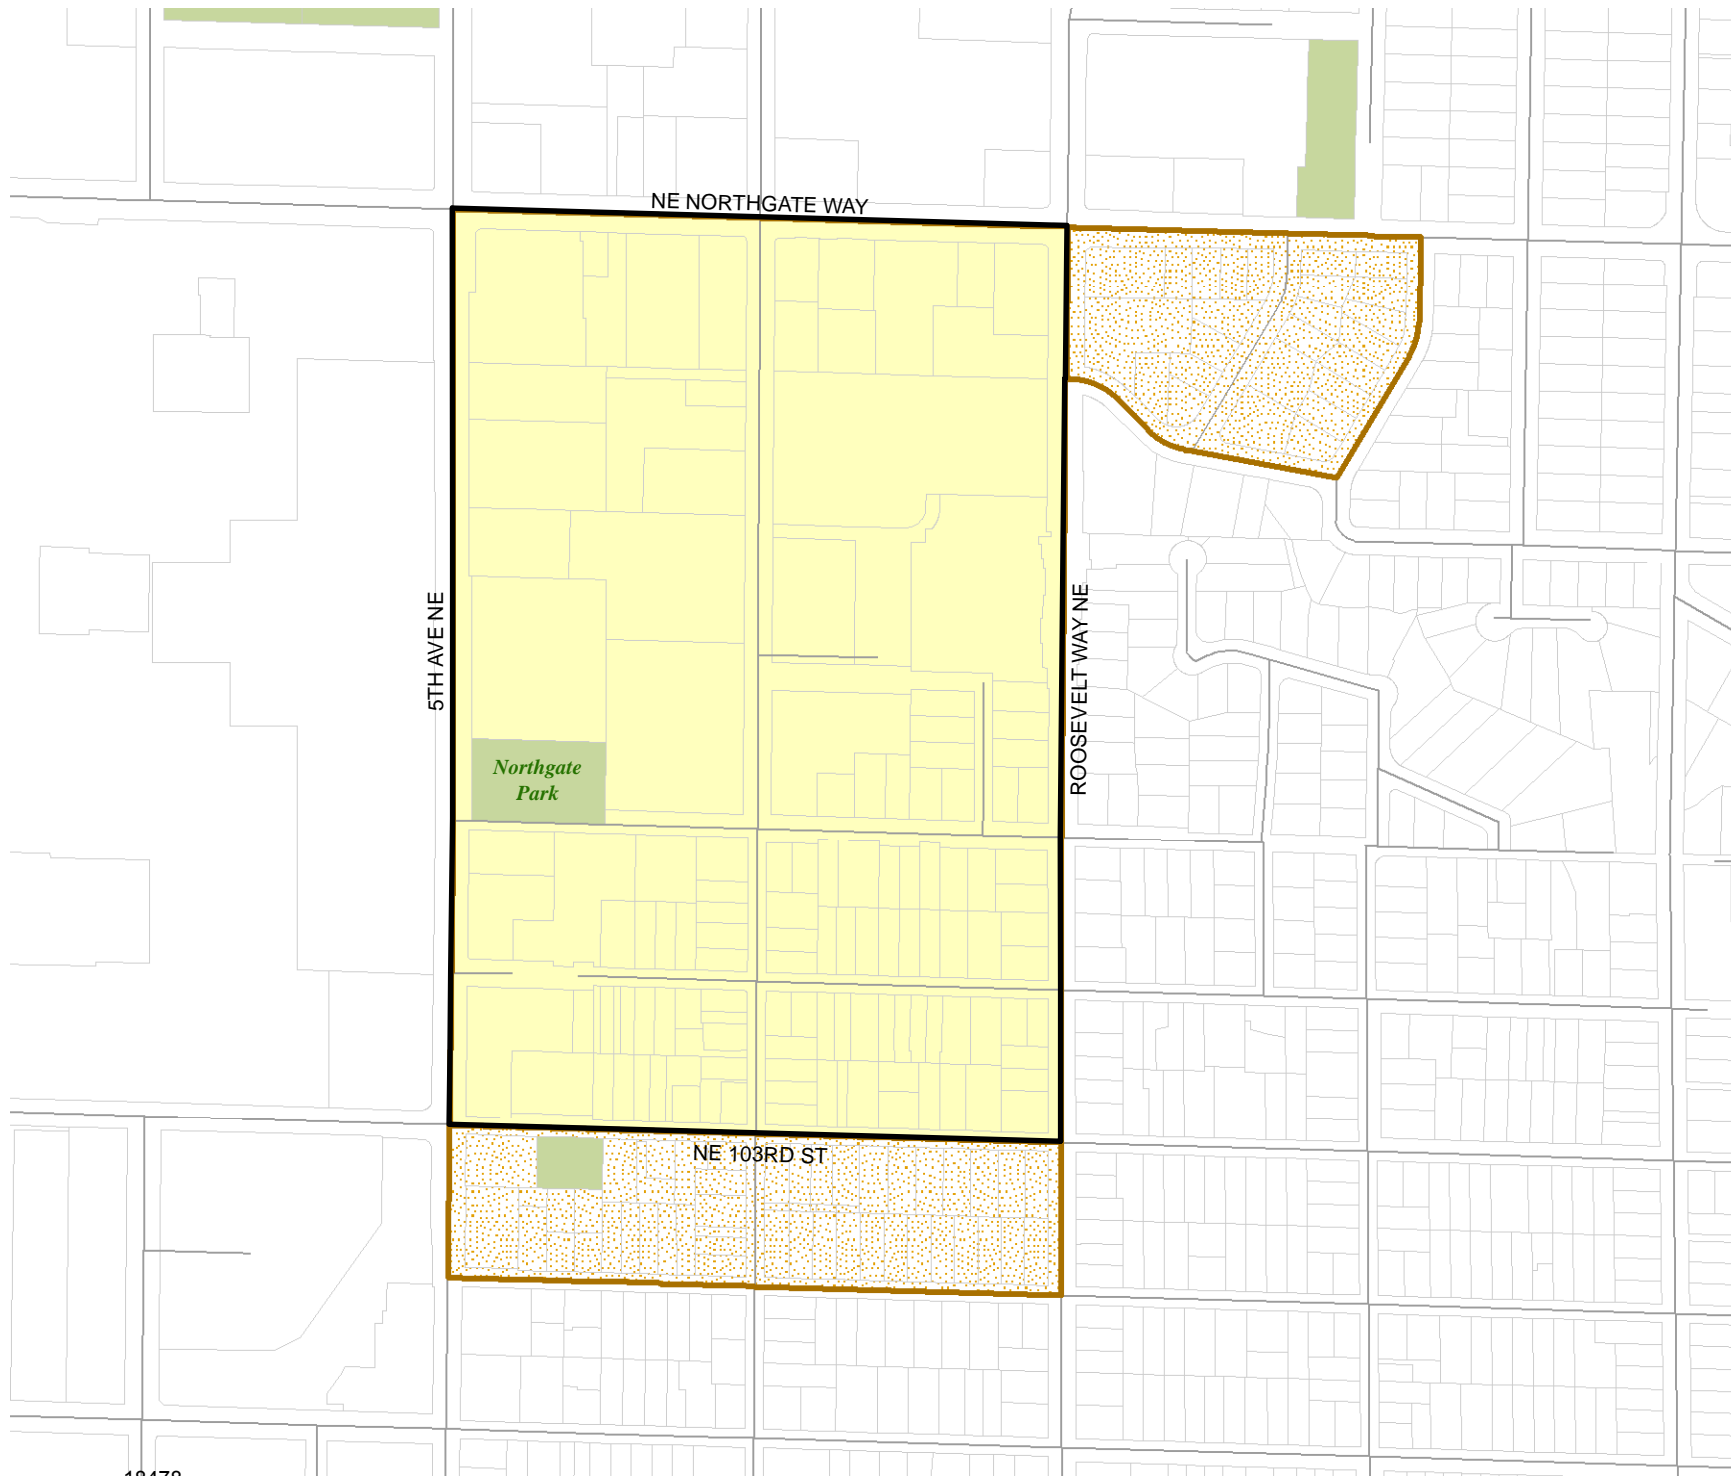 NE NORTHGATE WAY
5TH AVE NE
ROOSEVELT WAY NE
Northgate
Park
NE 103RD ST